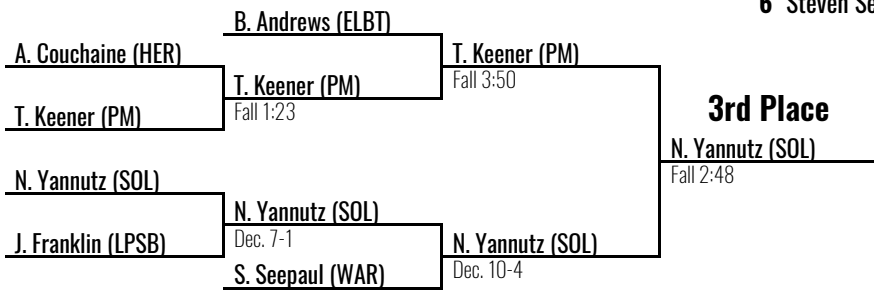 6 Steven Se
B. Andrews (ELBT)
A. Couchaine (HER)
T. Keener (PM)
Fall 3:50
T. Keener (PM)
Fall 1:23
T. Keener (PM)
3rd Place
N. Yannutz (SOL)
Fall 2:48
N. Yannutz (SOL)
N. Yannutz (SOL)
Dec. 7-1
J. Franklin (LPSB)
N. Yannutz (SOL)
Dec. 10-4
S. Seepaul (WAR)